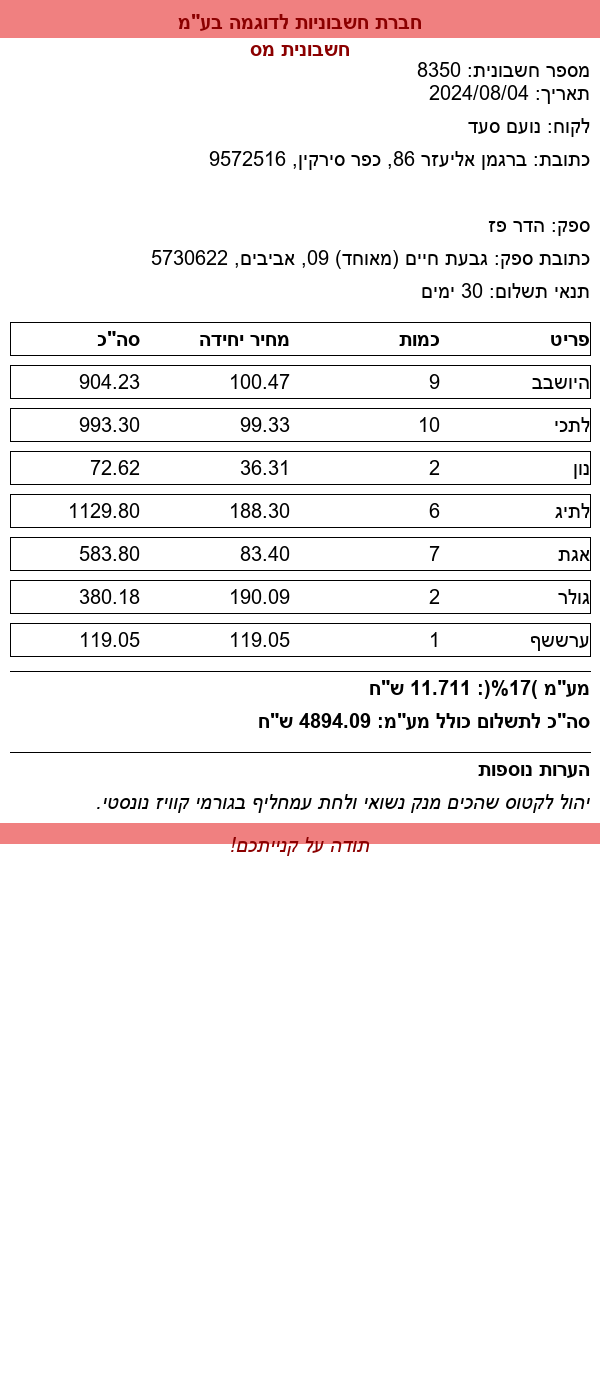 חברת חשבוניות לדוגמה בע"מ
חשבונית מס
מספר חשבונית: 8350
תאריך: 2024/08/04
לקוח: נועם סעד
כתובת: ברגמן אליעזר 86, כפר סירקין, 9572516
ספק: הדר פז
כתובת ספק: גבעת חיים (מאוחד) 09, אביבים, 5730622
תנאי תשלום: 30 ימים
פריט כמות מחיר יחידה סה"כ
היושבב 9 100.47 904.23
לתכי 10 99.33 993.30
נון 2 36.31 72.62
לתיג 6 188.30 1129.80
אגת 7 83.40 583.80
גולר 2 190.09 380.18
ערששף 1 119.05 119.05
מע"מ )17%(: 11.711 ש"ח
סה"כ לתשלום כולל מע"מ: 4894.09 ש"ח
הערות נוספות
יהול לקטוס שהכים מנק נשואי ולחת עמחליף בגורמי קוויז נונסטי.
תודה על קנייתכם!